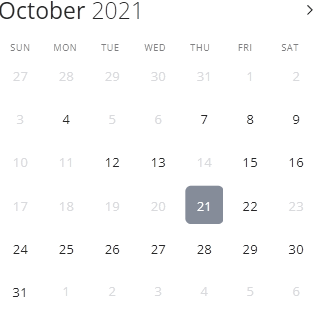 October 2021
SUN MON TUE WED THU FRI SAT
27 28 29 30 31 1 2
3 4 5 6 7 8 9
10 11 12 13 14 15 16
17 18 19 20 21 22 23
24 25 26 27 28 29 30
31 1 2 3 4 5 6